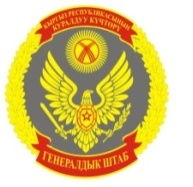 КЫРГЫЗ РЕСПУБЛИКАСЫНЫН
КУРАЛДУУ КҮЧТӨРҮ
ГЕНЕРАЛДЫК ШТАБ